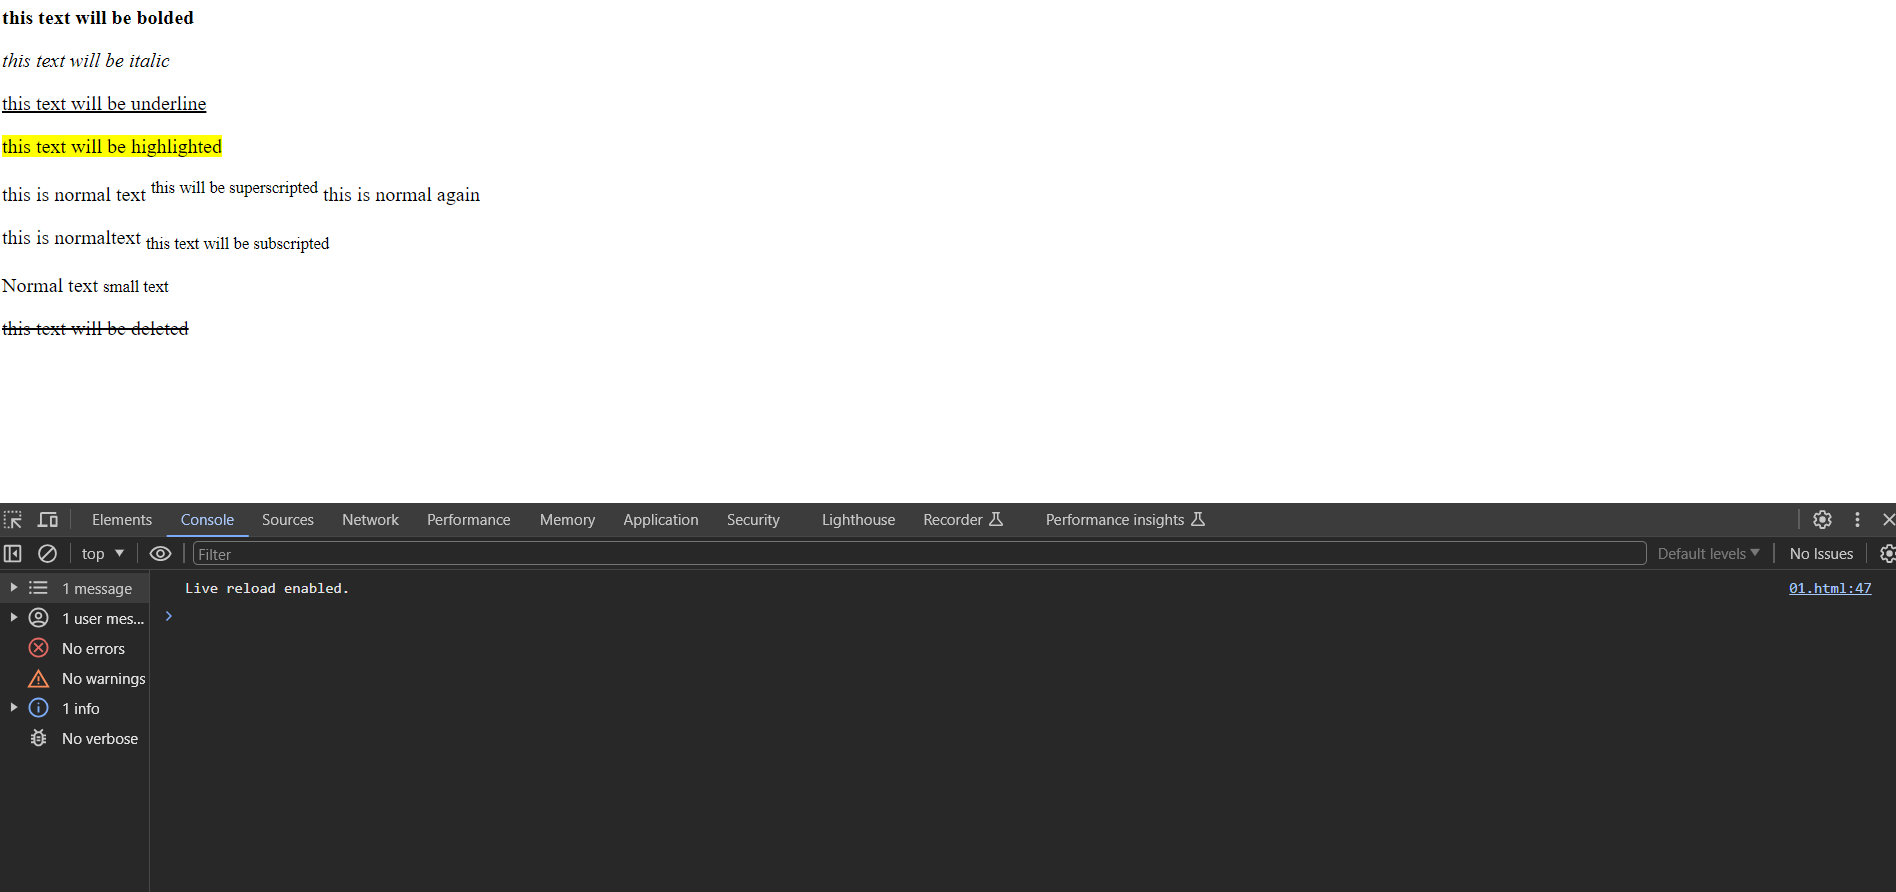 this text will be bolded
this text will be italic
this text will be underline
this text will be highlighted
this is normal text this will be superscripted this is normal again
this is normaltext this text will be subscripted
Normal text small text
this text will be deleted
Elements Console Sources Network Performance Memory Application Security Lighthouse Recorder Performance insights
top Filter Default levels No Issues
1 message Live reload enabled. 01.html:47
1 user mes...
No errors
No warnings
1 info
No verbose